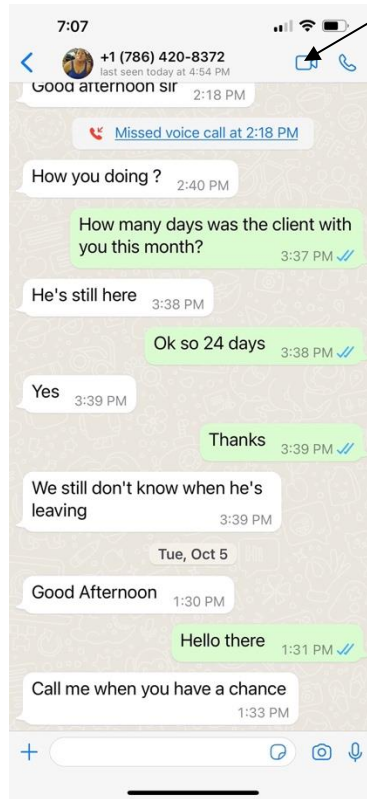 7:07
+1 (786) 420-8372
last seen today at 4:54 PM
Good afternoon sir
2:18 PM
Missed voice call at 2:18 PM
How you doing ?
2:40 PM
How many days was the client with
you this month?
3:37 PM
He's still here
3:38 PM
Ok so 24 days
3:38 PM
Yes
3:39 PM
Thanks
3:39 PM
We still don't know when he's
leaving
3:39 PM
Tue, Oct 5
Good Afternoon
1:30 PM
Hello there
1:31 PM
Call me when you have a chance
1:33 PM